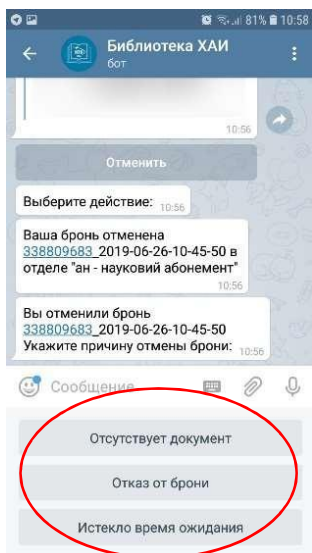 81% 10:58
Библиотека ХАИ
бот
10:56
Отменить
Выберите действие: 10:56
Ваша бронь отменена
338809683_2019-06-26-10-45-50 в
отделе "ан - науковий абонемент"
10:56
Вы отменили бронь
338809683_2019-06-26-10-45-50
Укажите причину отмены брони: 10:56
Сообщение
Отсутствует документ
Отказ от брони
Истекло время ожидания